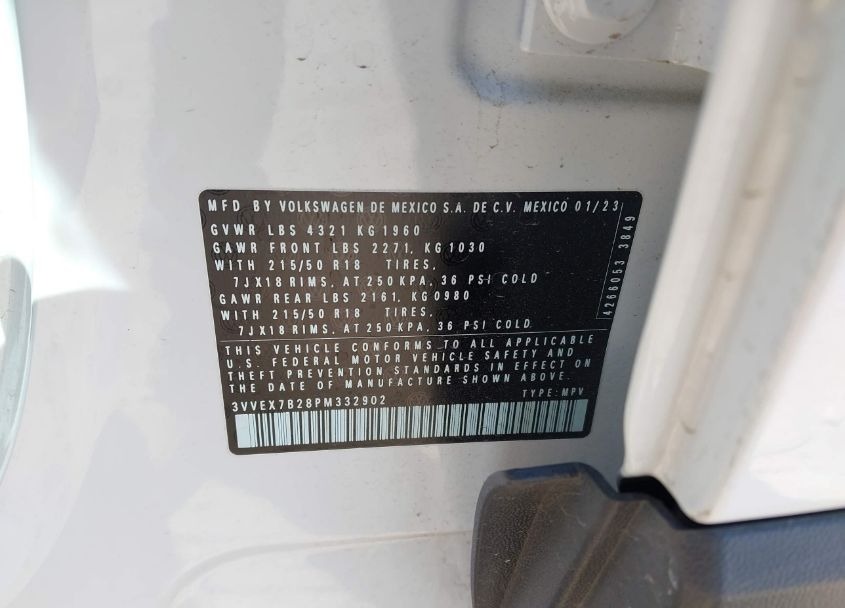 MFD BY VOLKSWAGEN DE MEXICO S.A. DE C.V. MEXICO 01/23
GVWR LBS 4321 KG 1960
GAWR FRONT LBS 2271, KG 1030
WITH 215/50 R18 TIRES,
7JX18 RIMS, AT 250 KPA, 36 PSI COLD
GAWR REAR LBS 2161, KG 0980
WITH 215/50 R18 TIRES,
7JX18 RIMS, AT 250 KPA, 36 PSI COLD
THIS VEHICLE CONFORMS TO ALL APPLICABLE
U.S. FEDERAL MOTOR VEHICLE SAFETY AND
THEFT PREVENTION STANDARDS IN EFFECT ON
THE DATE OF MANUFACTURE SHOWN ABOVE.
3VVEX7B28PM332902 TYPE: MPV
4266053 3849